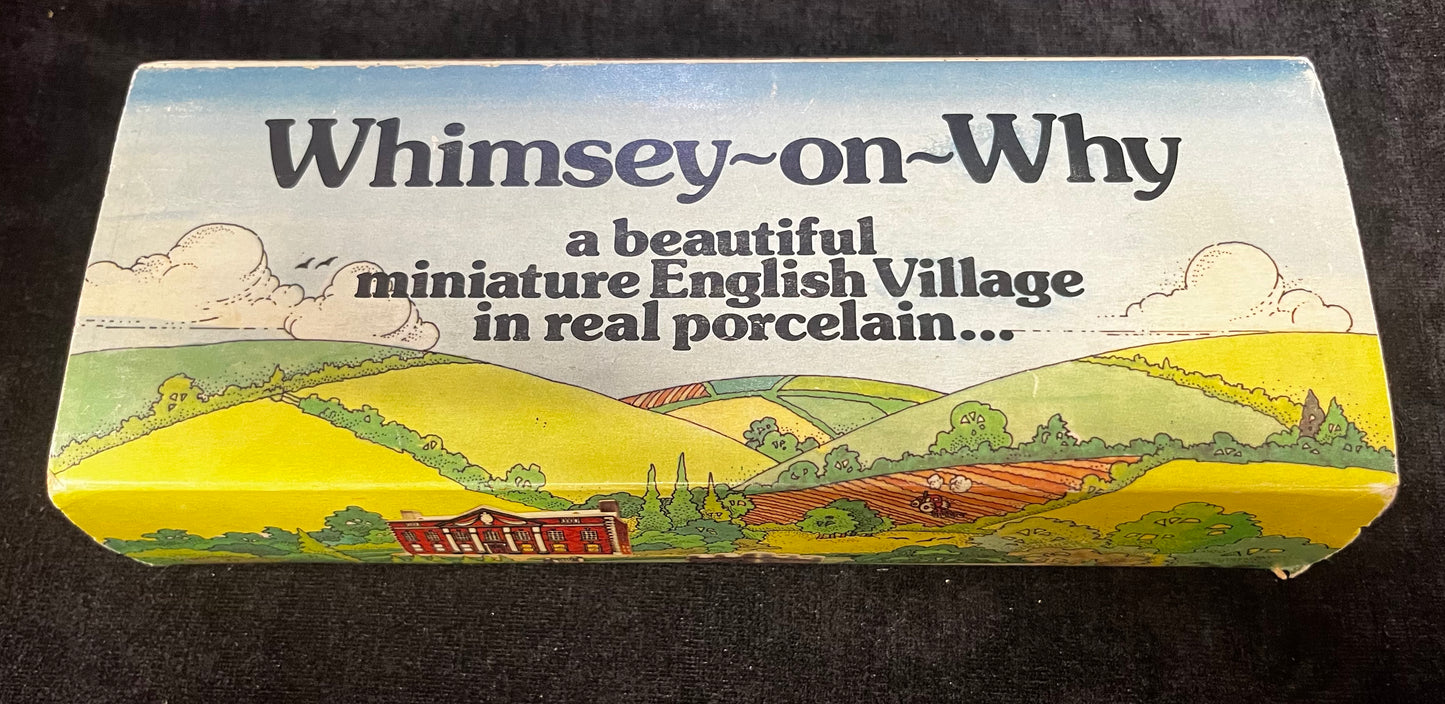 Whimsey~on~Why
a beautiful
miniature English Village
in real porcelain...